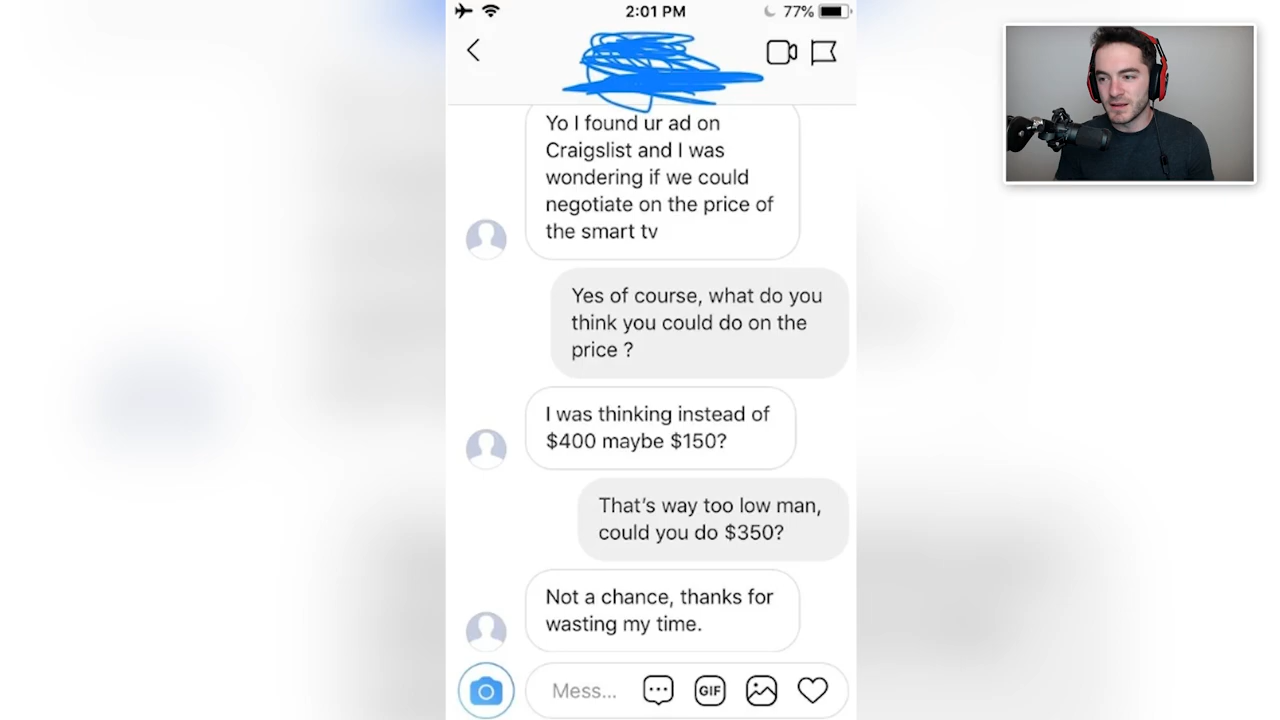 2:01 PM
77%
Yo I found ur ad on
Craigslist and I was
wondering if we could
negotiate on the price of
the smart tv
Yes of course, what do you
think you could do on the
price ?
I was thinking instead of
$400 maybe $150?
That's way too low man,
could you do $350?
Not a chance, thanks for
wasting my time.
Mess...
GIF